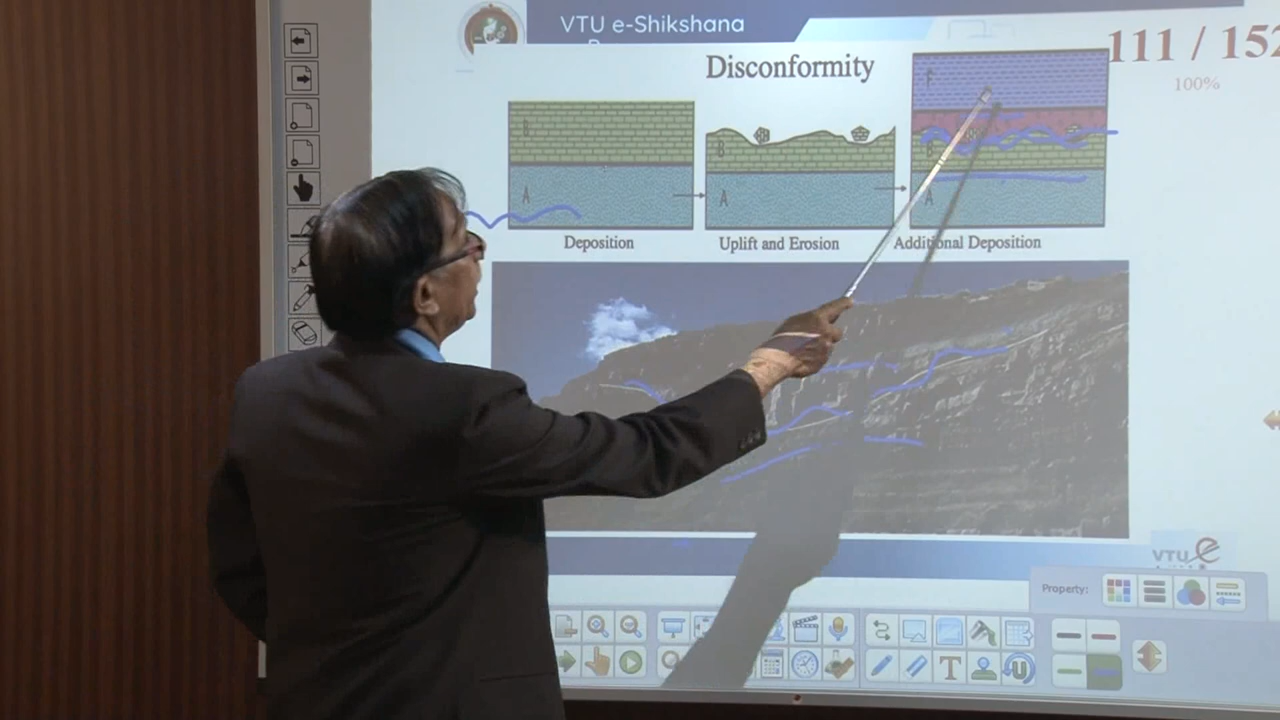 VTU e-Shikshana
111 / 152
100%
Disconformity
B
B
A
A
A
Deposition
Uplift and Erosion
Additional Deposition
VTU e
Property:
T